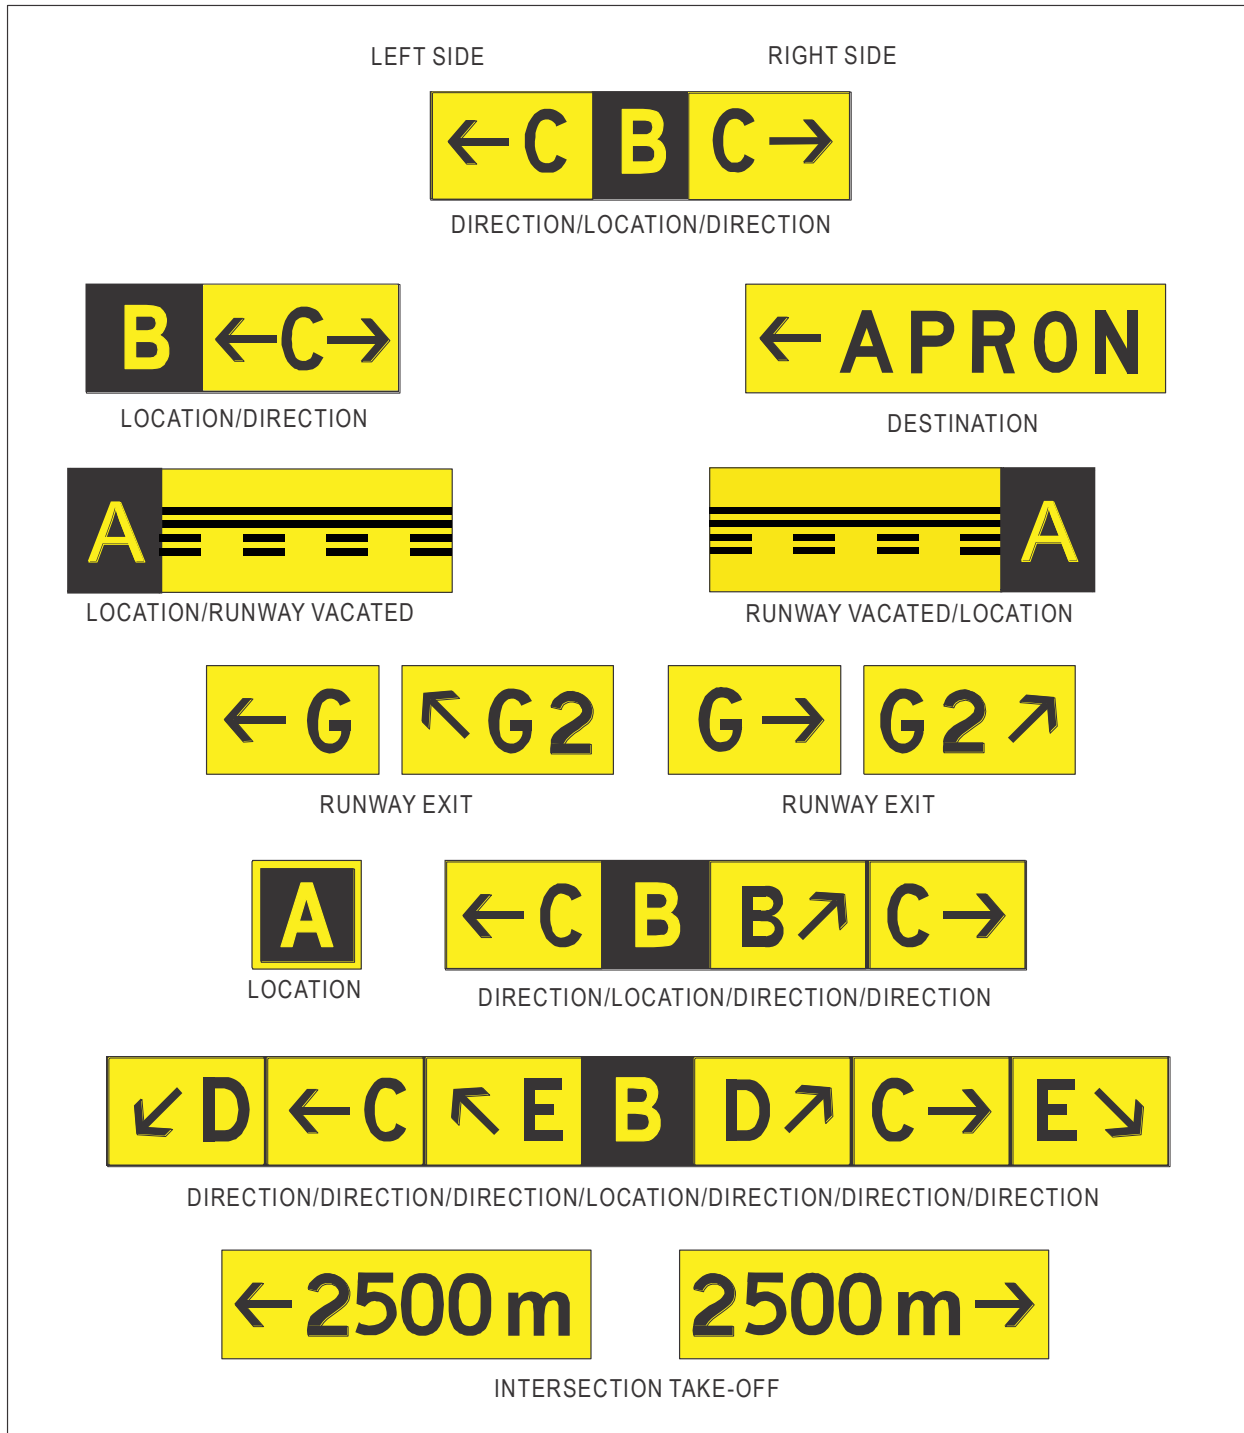 LEFT SIDE RIGHT SIDE
←C B C→
DIRECTION/LOCATION/DIRECTION
B ←C→ ←APRON
LOCATION/DIRECTION DESTINATION
A A
LOCATION/RUNWAY VACATED RUNWAY VACATED/LOCATION
←G ↖G2 G→ G2↗
RUNWAY EXIT RUNWAY EXIT
A ←C B B↗ C→
LOCATION DIRECTION/LOCATION/DIRECTION/DIRECTION
↙D ←C ↖E B D↗ C→ E↘
DIRECTION/DIRECTION/DIRECTION/LOCATION/DIRECTION/DIRECTION/DIRECTION
←2500m 2500m→
INTERSECTION TAKE-OFF